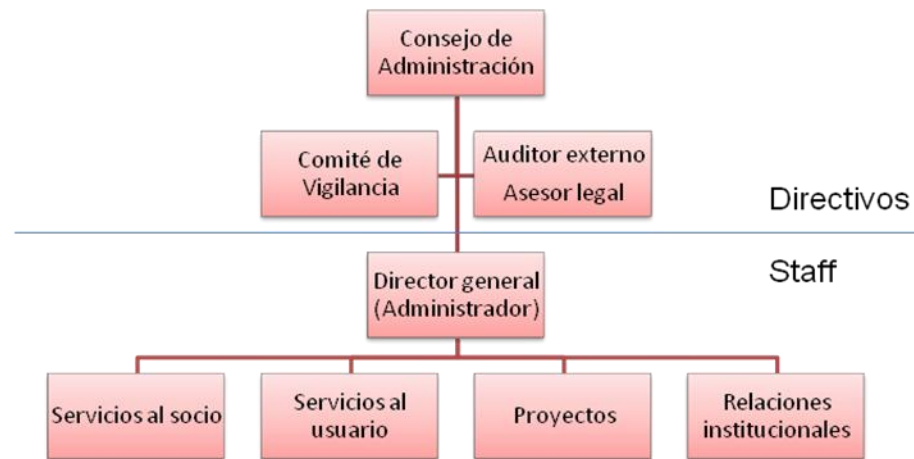 Consejo de
Administración
Comité de
Vigilancia
Auditor externo
Asesor legal
Directivos
Staff
Director general
(Administrador)
Servicios al socio
Servicios al
usuario
Proyectos
Relaciones
institucionales